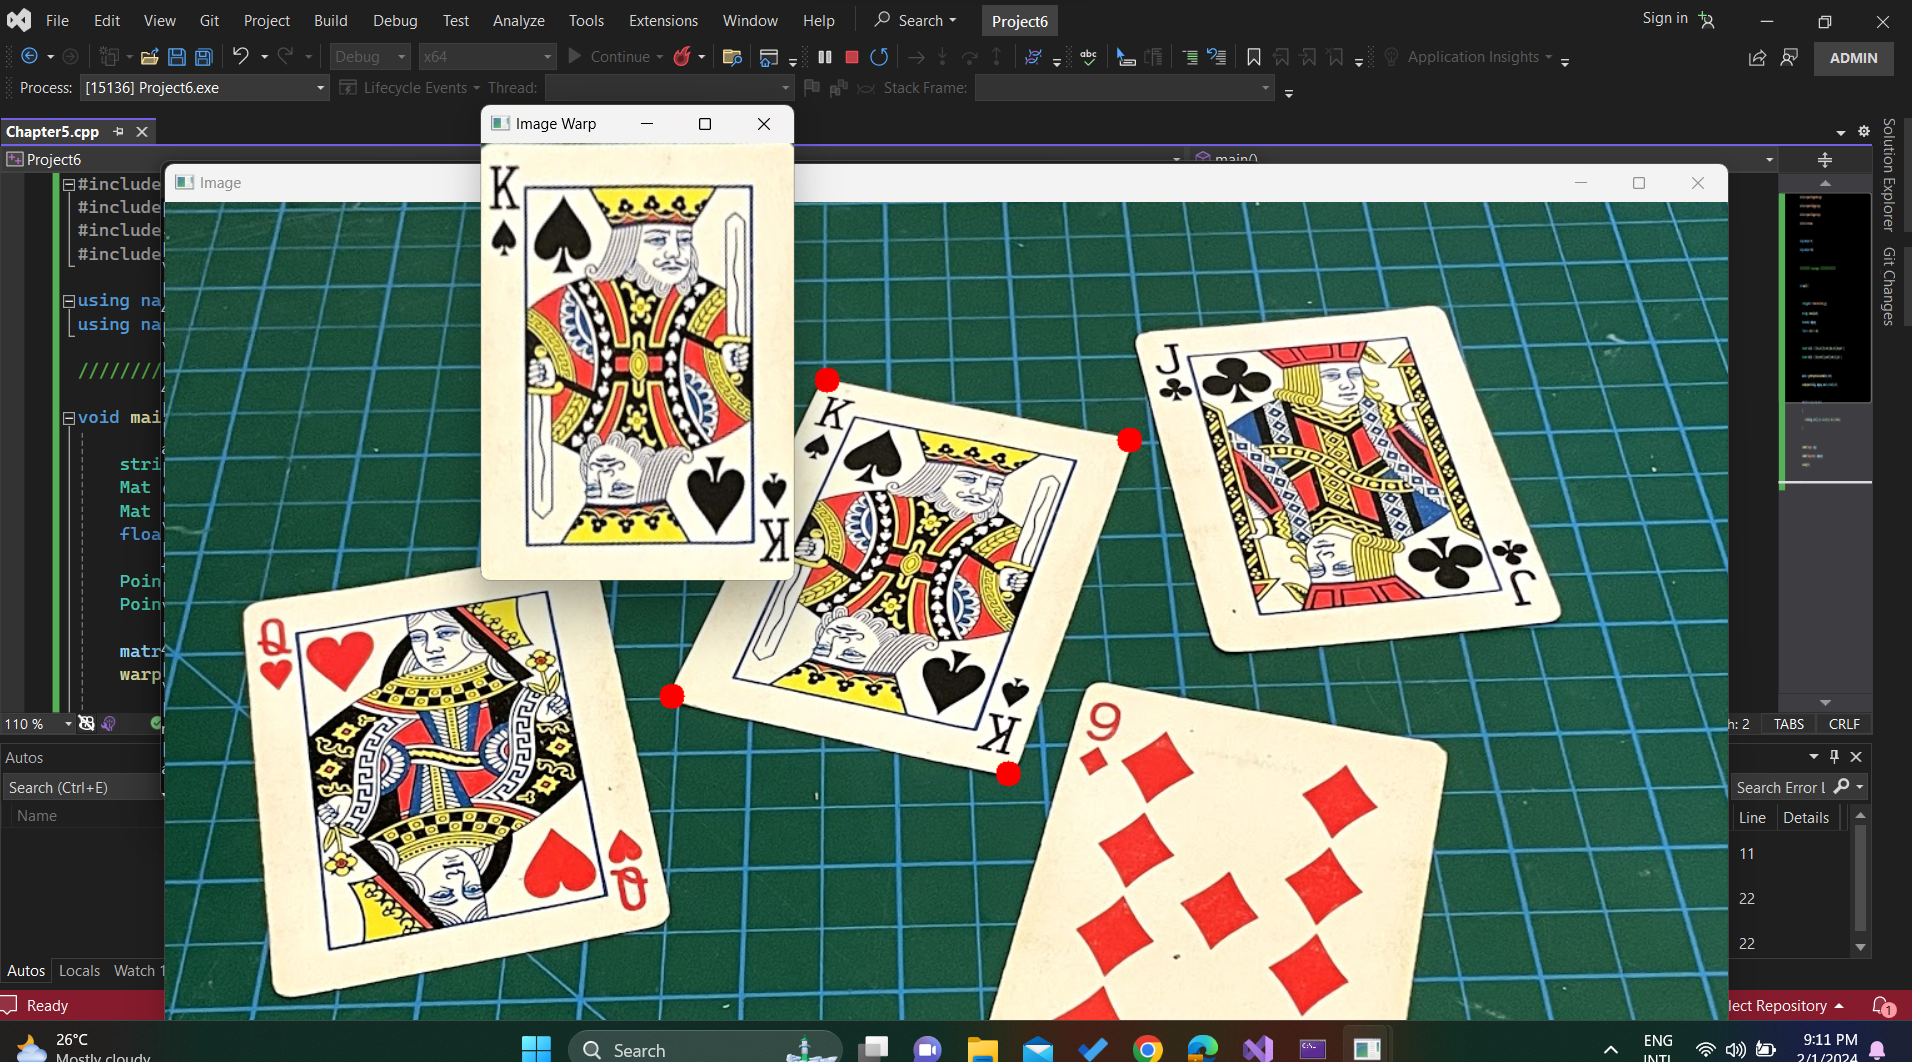 File Edit View Git Project Build Debug Test Analyze Tools Extensions Window Help Search Project6 Sign in
Debug x64 Continue abc Application Insights ADMIN
Process: [15136] Project6.exe Lifecycle Events Thread: Stack Frame:
Chapter5.cpp
Image Warp
Project6
main()
Image
#include
#include
#include
#include
using na
using na
/////////
void mai
stri
Mat
Mat
floa
Poin
Poin
matr
warp
K
K
K
K
J
J
Q
Q
9
Solution Explorer
Git Changes
110 %
h: 2 TABS CRLF
Autos
Search (Ctrl+E)
Name
Autos Locals Watch 1
Search Error L
Line Details
11
22
22
Ready
lect Repository
1
26°C
Mostly cloudy
Search
ENG
INTL
9:11 PM
2/1/2024